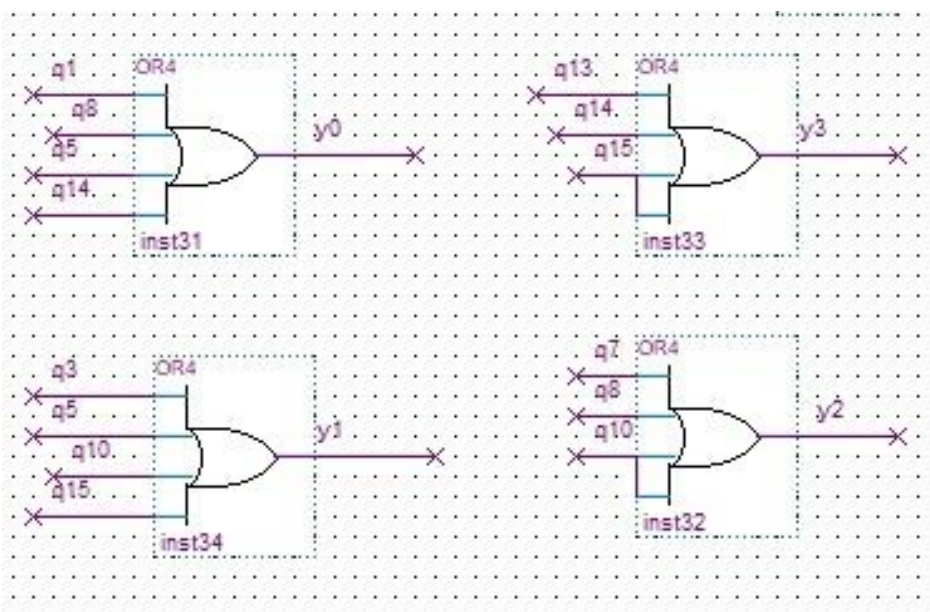 q1
OR4
q8
y0
q5
q14
inst31
q13
OR4
q14
y3
q15
inst33
q3
OR4
q5
y1
q10
q15
inst34
q7
OR4
q8
y2
q10
inst32